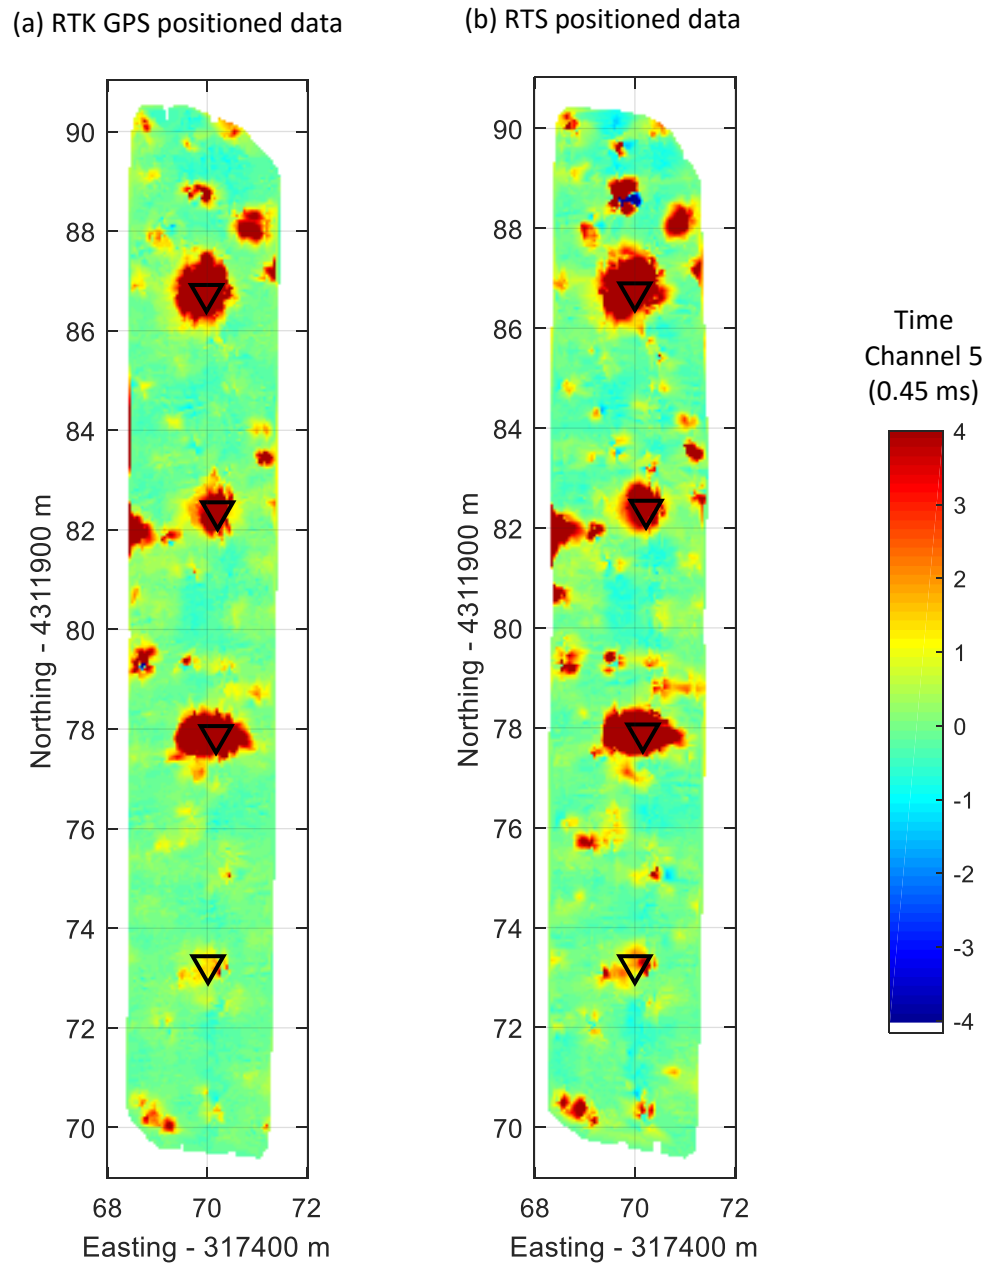 (a) RTK GPS positioned data
(b) RTS positioned data
90
88
86
84
82
80
78
76
74
72
70
68 70 72
Northing - 4311900 m
Easting - 317400 m
90
88
86
84
82
80
78
76
74
72
70
68 70 72
Northing - 4311900 m
Easting - 317400 m
Time
Channel 5
(0.45 ms)
4
3
2
1
0
-1
-2
-3
-4